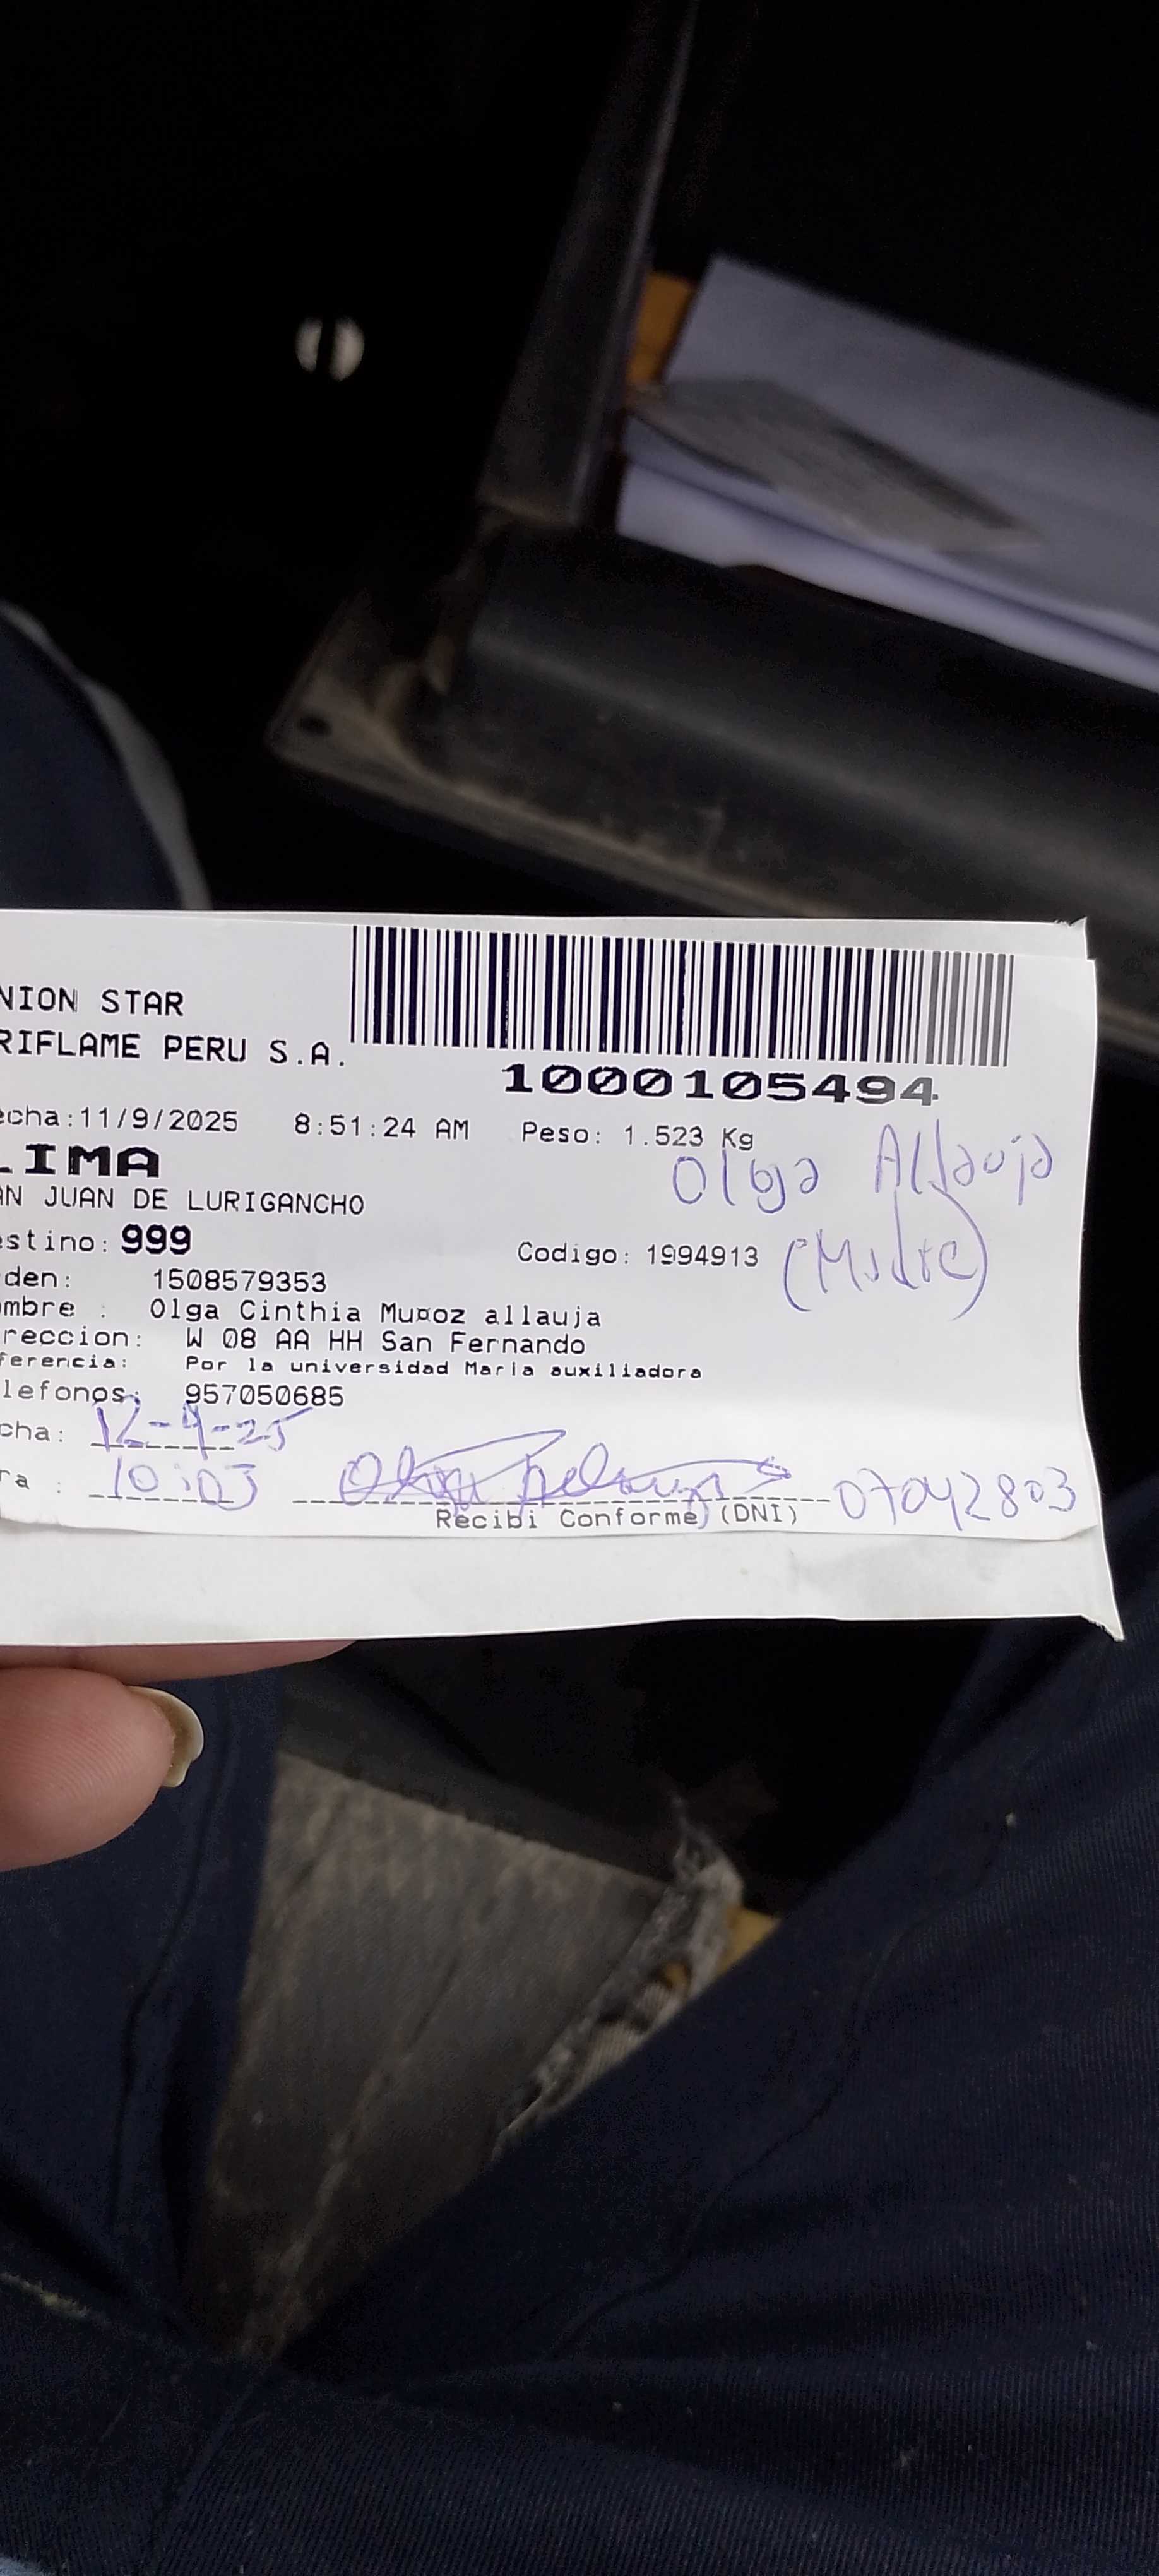 NION STAR
RIFLAME PERU S.A.
1000105494
echa:11/9/2025 8:51:24 AM Peso: 1.523 Kg
LIMA
Olga Allauja
AN JUAN DE LURIGANCHO
estino: 999 Codigo: 1994913 (Madre)
den: 1508579353
ombre : Olga Cinthia Mu¤oz allauja
reccion: W 08 AA HH San Fernando
ferencia: Por la universidad Maria auxiliadora
lefonos: 957050685
cha: 12-9-25
ra : 10:03 07042803
Recibi Conforme (DNI)